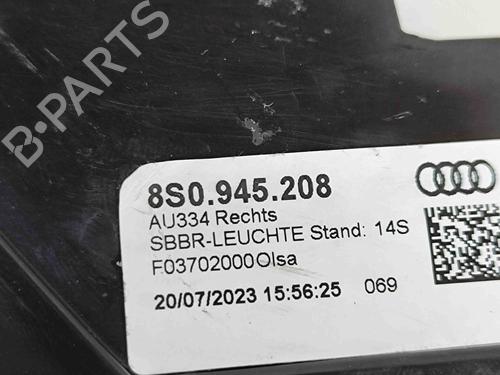 B-PARTS
8S0.945.208
AU334 Rechts
SBBR-LEUCHTE Stand: 14S
F03702000Olsa
20/07/2023 15:56:25 069